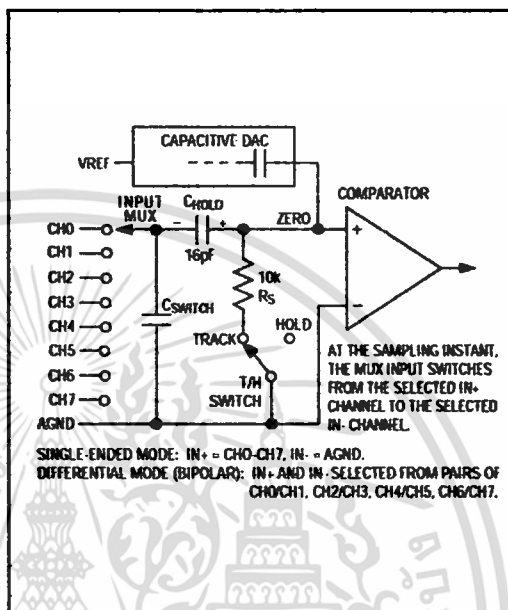 CAPACITIVE DAC
VREF
COMPARATOR
INPUT
MUX
CHOLD
ZERO
CH0
− +
+
16pF
CH1
10k
CH2
RS
CSWITCH
CH3
HOLD
−
CH4
TRACK
CH5
T/H
SWITCH
CH6
CH7
AGND
AT THE SAMPLING INSTANT,
THE MUX INPUT SWITCHES
FROM THE SELECTED IN+
CHANNEL TO THE SELECTED
IN- CHANNEL.
SINGLE-ENDED MODE: IN+ = CH0-CH7, IN- = AGND.
DIFFERENTIAL MODE (BIPOLAR): IN+ AND IN- SELECTED FROM PAIRS OF
CH0/CH1, CH2/CH3, CH4/CH5, CH6/CH7.